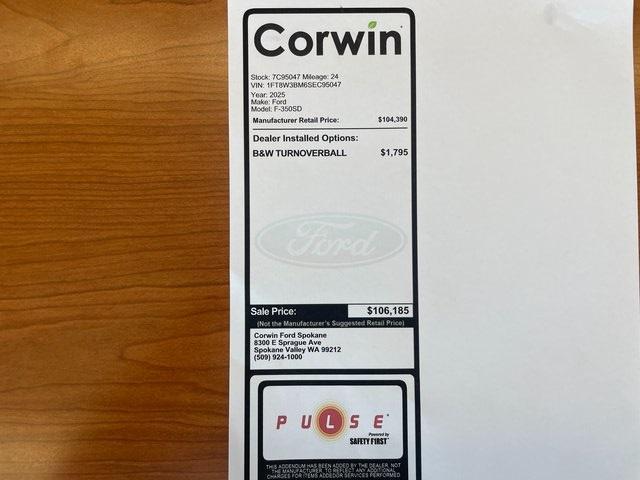 Corwin
Stock: 7C95047 Mileage: 24
VIN: 1FT8W3BM6SEC95047
Year: 2025
Make: Ford
Model: F-350SD
Manufacturer Retail Price: $104,390
Dealer Installed Options:
B&W TURNOVERBALL $1,795
Ford
Sale Price: $106,185
(Not the Manufacturer's Suggested Retail Price)
Corwin Ford Spokane
8300 E Sprague Ave
Spokane Valley WA 99212
(509) 924-1000
PULSE
Powered by
SAFETY F1RST
THIS ADDENDUM HAS BEEN ADDED BY THE DEALER, NOT
THE MANUFACTURER, TO REFLECT ANY ADDITIONAL
CHARGES FOR ITEMS ADDEDOR SERVICES PERFORMED